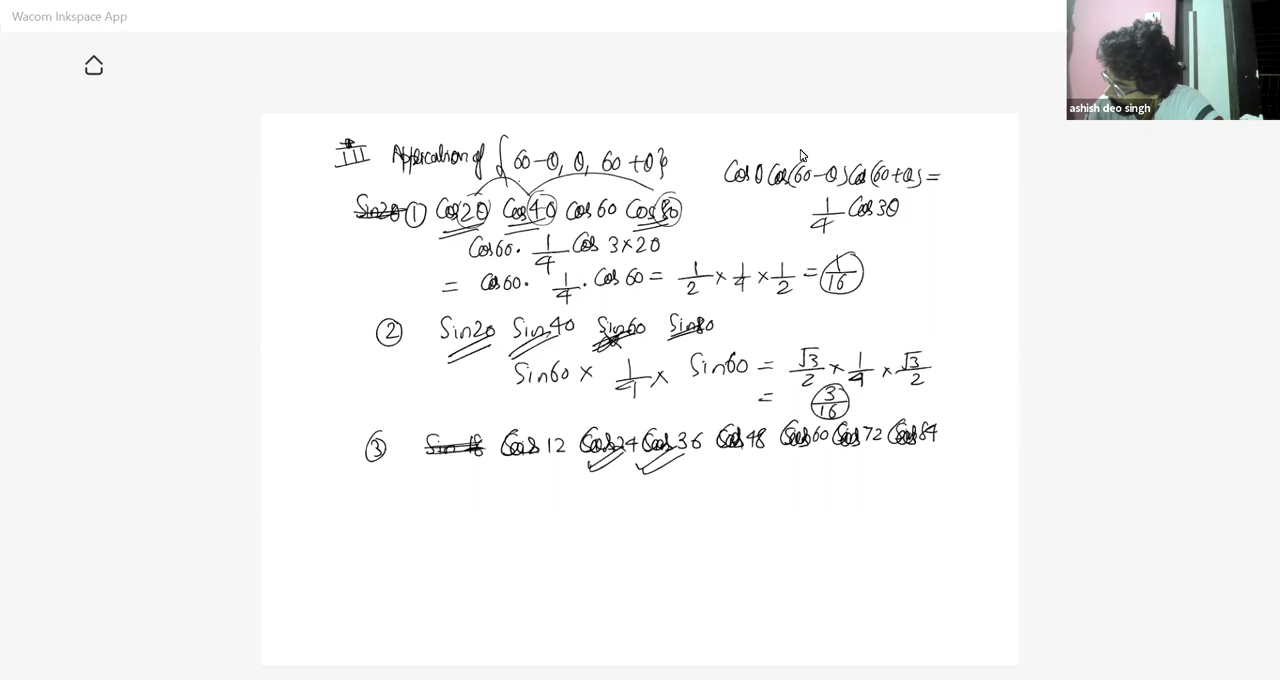 Wacom Inkspace App
ashish deo singh
III Application of {60-θ, θ, 60+θ}
Cosθ Cos(60-θ) Cos(60+θ) =
1/4 Cos3θ
Sin20 ① Cos20 Cos40 Cos60 Cos80
Cos60. 1/4 Cos 3×20
= Cos60. 1/4 . Cos60 = 1/2 × 1/4 × 1/2 = 1/16
② Sin20 Sin40 Sin60 Sin80
Sin60 × 1/4 × Sin60 = √3/2 × 1/4 × √3/2
= 3/16
③ Cos12 Cos24 Cos36 Cos48 Cos60 Cos72 Cos84